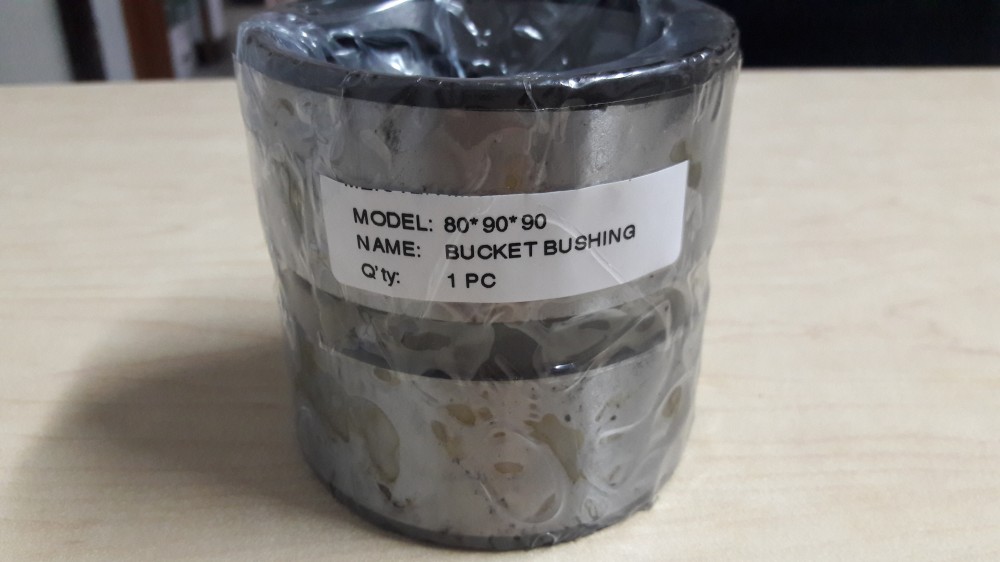 MODEL: 80*90*90
NAME: BUCKET BUSHING
Q'ty: 1 PC